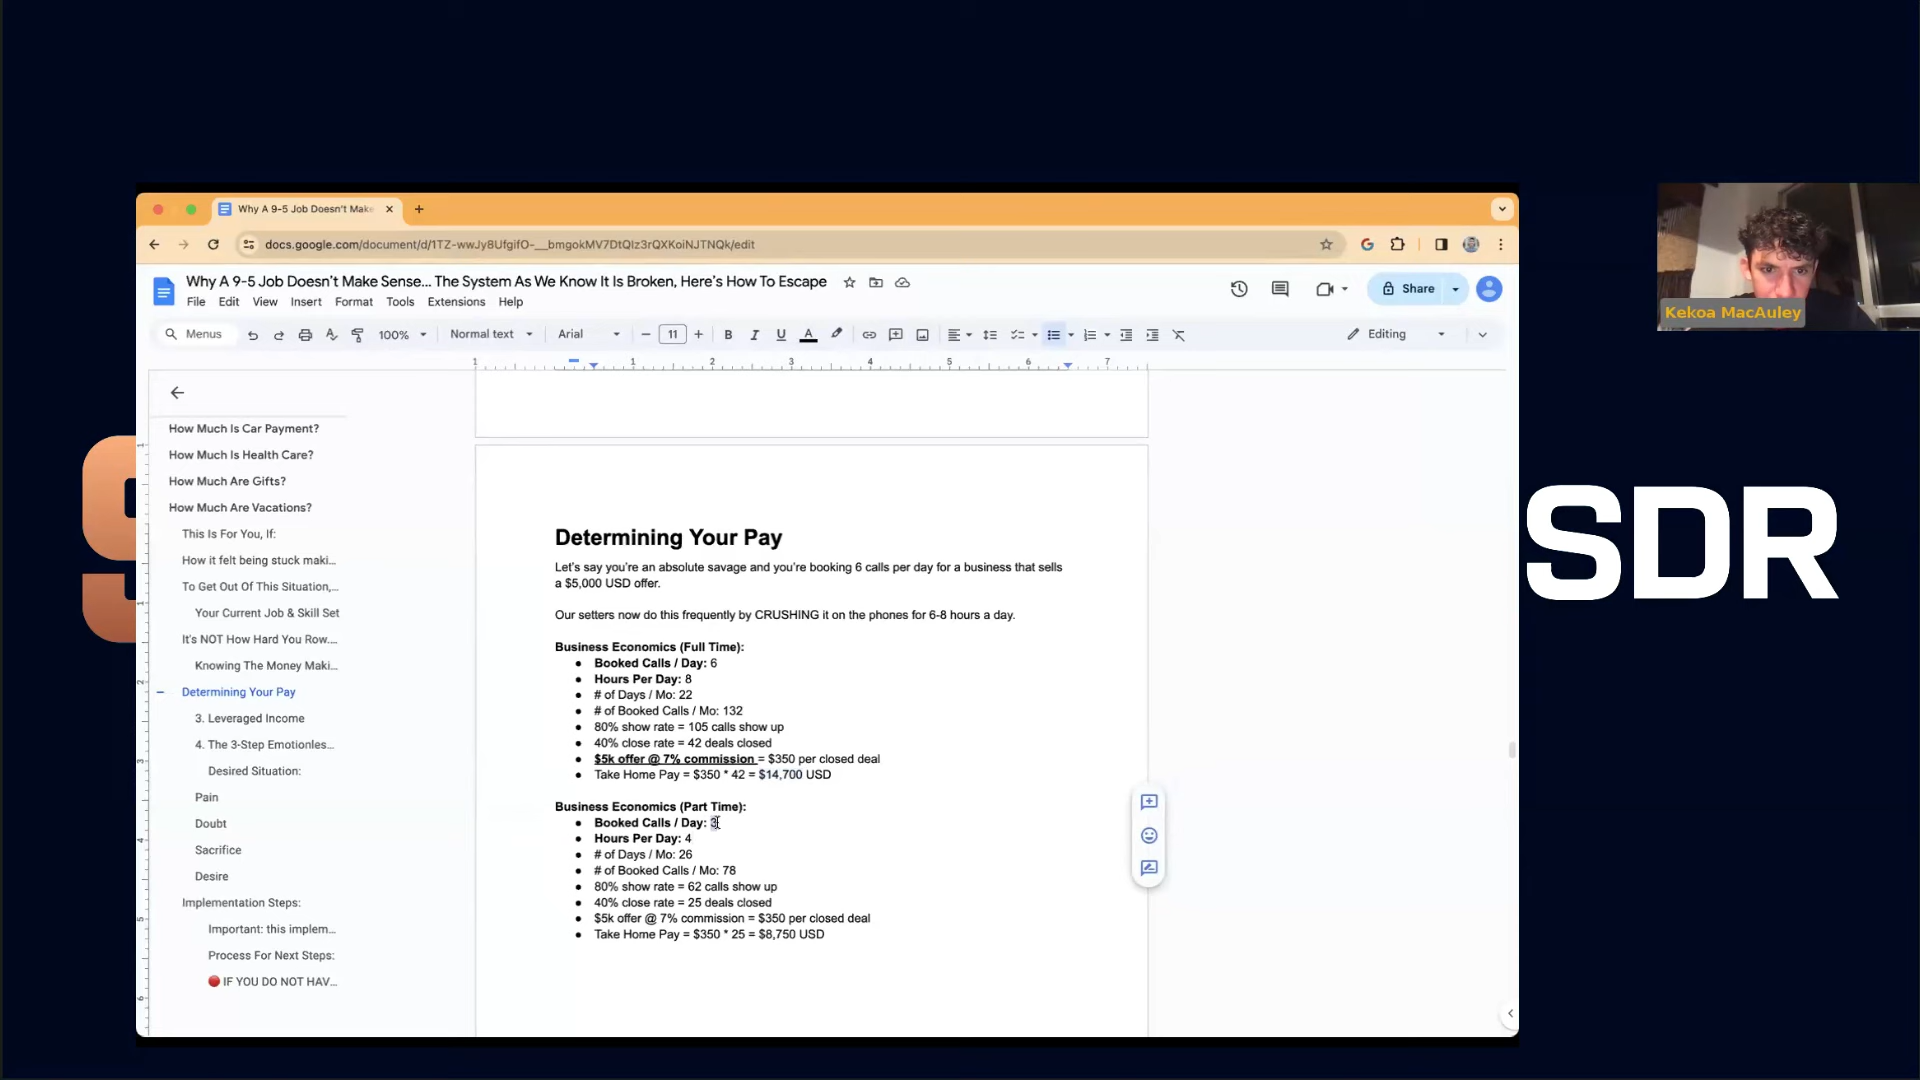 Why A 9-5 Job Doesn't Make
docs.google.com/document/d/1TZ-wwJy8UfgifO-__bmgokMV7DtQIz3rQXKoiNJTNQk/edit
Why A 9-5 Job Doesn't Make Sense... The System As We Know It Is Broken, Here's How To Escape
File Edit View Insert Format Tools Extensions Help
Share
Kekoa MacAuley
Menus 100% Normal text Arial 11 Editing
1 1 2 3 4 5 6 7
How Much Is Car Payment?
How Much Is Health Care?
How Much Are Gifts?
How Much Are Vacations?
This Is For You, If:
How it felt being stuck maki...
To Get Out Of This Situation,...
Your Current Job & Skill Set
It's NOT How Hard You Row....
Knowing The Money Maki...
Determining Your Pay
3. Leveraged Income
4. The 3-Step Emotionles...
Desired Situation:
Pain
Doubt
Sacrifice
Desire
Implementation Steps:
Important: this implem...
Process For Next Steps:
IF YOU DO NOT HAV...
Determining Your Pay
Let's say you're an absolute savage and you're booking 6 calls per day for a business that sells
a $5,000 USD offer.
Our setters now do this frequently by CRUSHING it on the phones for 6-8 hours a day.
Business Economics (Full Time):
● Booked Calls / Day: 6
● Hours Per Day: 8
● # of Days / Mo: 22
● # of Booked Calls / Mo: 132
● 80% show rate = 105 calls show up
● 40% close rate = 42 deals closed
● $5k offer @ 7% commission = $350 per closed deal
● Take Home Pay = $350 * 42 = $14,700 USD
Business Economics (Part Time):
● Booked Calls / Day: 3
● Hours Per Day: 4
● # of Days / Mo: 26
● # of Booked Calls / Mo: 78
● 80% show rate = 62 calls show up
● 40% close rate = 25 deals closed
● $5k offer @ 7% commission = $350 per closed deal
● Take Home Pay = $350 * 25 = $8,750 USD
SDR